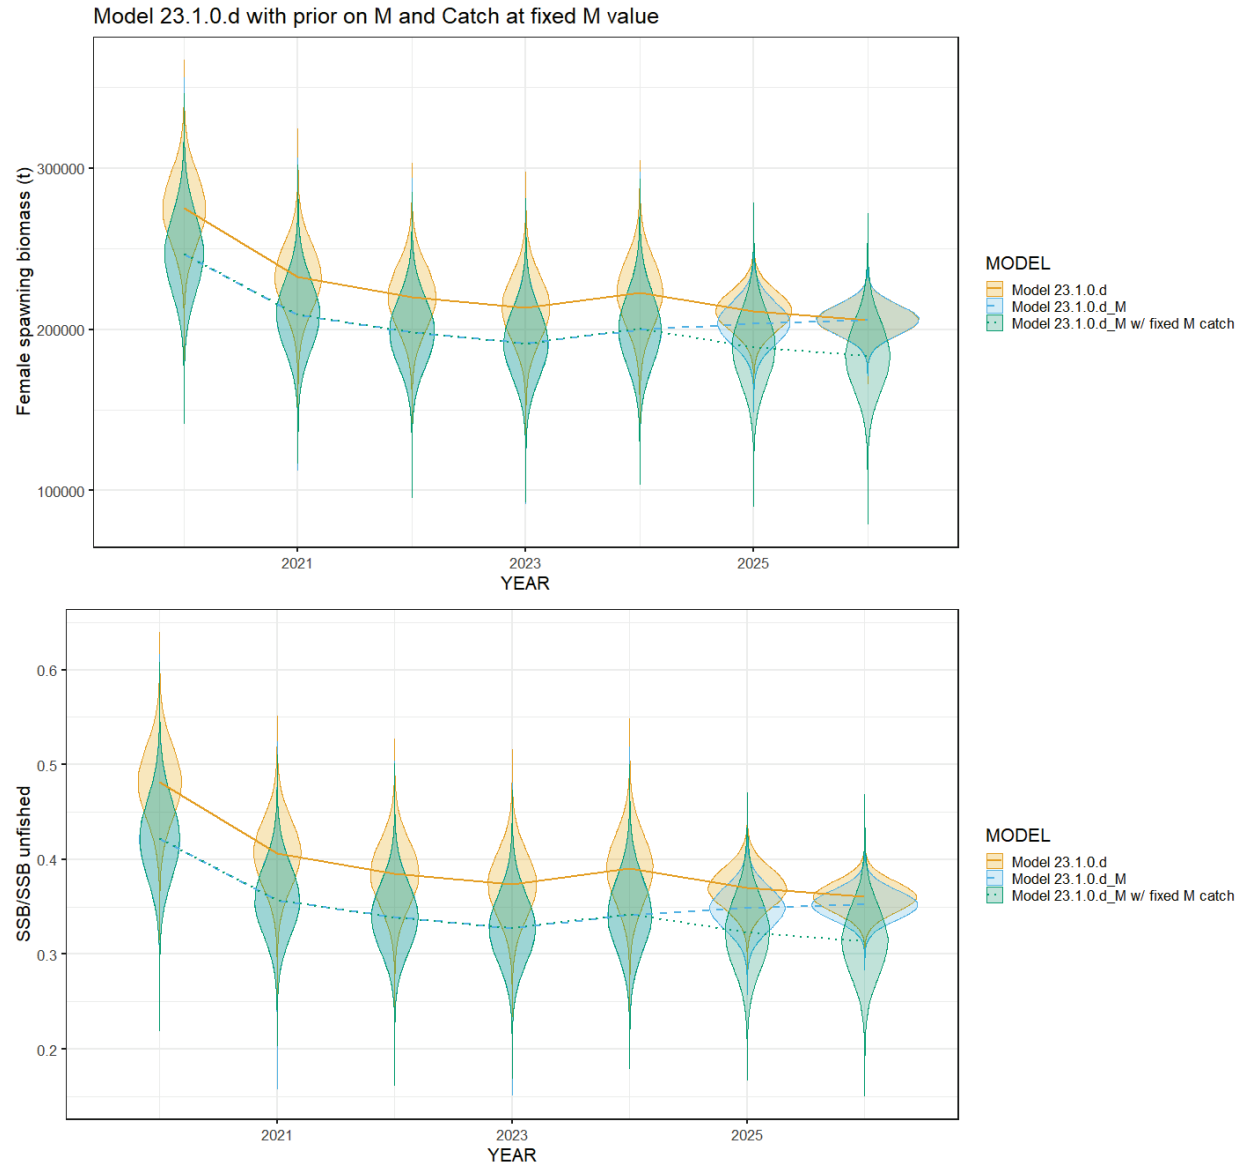 Model 23.1.0.d with prior on M and Catch at fixed M value
Female spawning biomass (t)
300000
200000
100000
2021
2023
2025
YEAR
MODEL
Model 23.1.0.d
Model 23.1.0.d_M
Model 23.1.0.d_M w/ fixed M catch
SSB/SSB unfished
0.6
0.5
0.4
0.3
0.2
2021
2023
2025
YEAR
MODEL
Model 23.1.0.d
Model 23.1.0.d_M
Model 23.1.0.d_M w/ fixed M catch